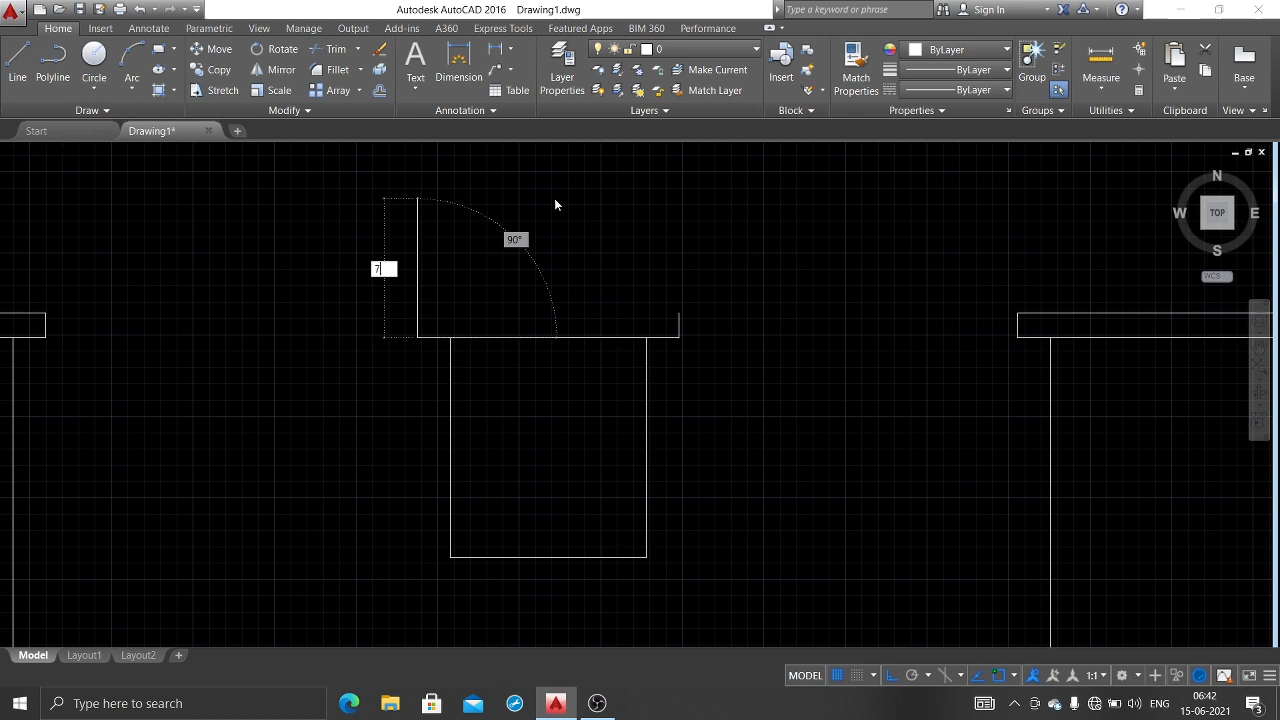 Autodesk AutoCAD 2016 Drawing1.dwg
Type a keyword or phrase
Sign In
Home Insert Annotate Parametric View Manage Output Add-ins A360 Express Tools Featured Apps BIM 360 Performance
Line Polyline Circle Arc
Move Rotate Trim
Copy Mirror Fillet
Stretch Scale Array
Text Dimension
Table
Layer Properties
0
Make Current
Match Layer
Insert
Match Properties
ByLayer
ByLayer
ByLayer
Group Measure Paste Base
Draw Modify Annotation Layers Block Properties Groups Utilities Clipboard View
Start Drawing1*
N
W TOP E
S
WCS
90°
7
Model Layout1 Layout2
MODEL 1:1
Type here to search
ENG
06:42
15-06-2021
3